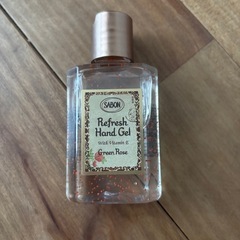 SABON
Refresh
Hand Gel
With Vitamin E
Green Rose